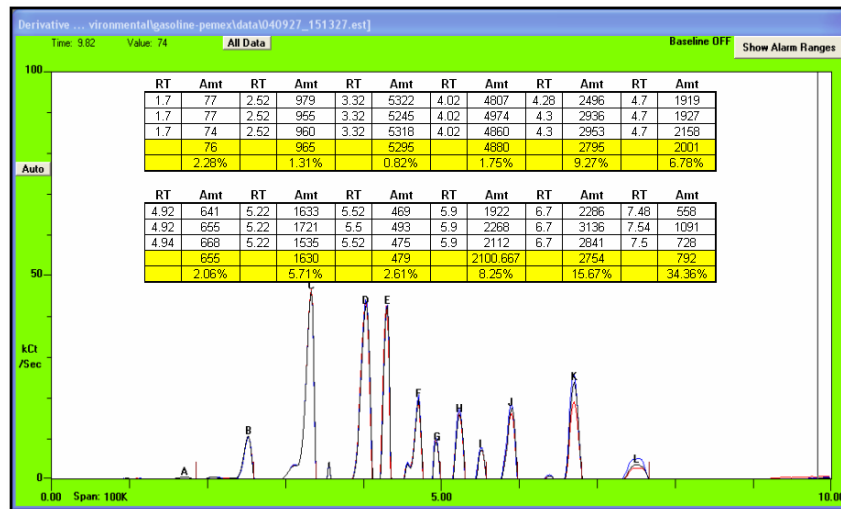 Derivative ... vironmental\gasoline-pemex\data\040927_151327.est]
Time: 9.82 Value: 74 All Data Baseline OFF Show Alarm Ranges
100
RT Amt RT Amt RT Amt RT Amt RT Amt RT Amt
1.7 77 2.52 979 3.32 5322 4.02 4807 4.28 2496 4.7 1919
1.7 77 2.52 955 3.32 5245 4.02 4974 4.3 2936 4.7 1927
1.7 74 2.52 960 3.32 5318 4.02 4860 4.3 2953 4.7 2158
76 965 5295 4880 2795 2001
2.28% 1.31% 0.82% 1.75% 9.27% 6.78%
Auto
RT Amt RT Amt RT Amt RT Amt RT Amt RT Amt
4.92 641 5.22 1633 5.52 469 5.9 1922 6.7 2286 7.48 558
4.92 655 5.22 1721 5.5 493 5.9 2268 6.7 3136 7.54 1091
4.94 668 5.22 1535 5.52 475 5.9 2112 6.7 2841 7.5 728
655 1630 479 2100.667 2754 792
2.06% 5.71% 2.61% 8.25% 15.67% 34.36%
50
A B C D E F G H I J K L
kCt
/Sec
0
0.00 Span: 100K 5.00 10.00